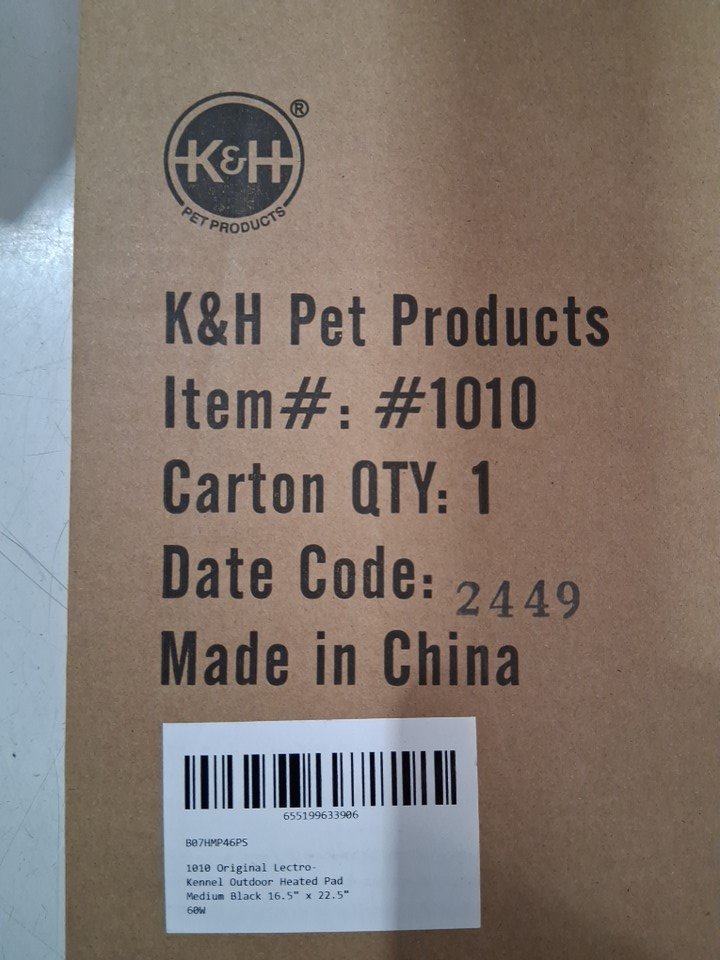 K&H
®
PET PRODUCTS
K&H Pet Products
Item#: #1010
Carton QTY: 1
Date Code: 2449
Made in China
655199633906
B07HMP46PS
1010 Original Lectro-
Kennel Outdoor Heated Pad
Medium Black 16.5" x 22.5"
60W